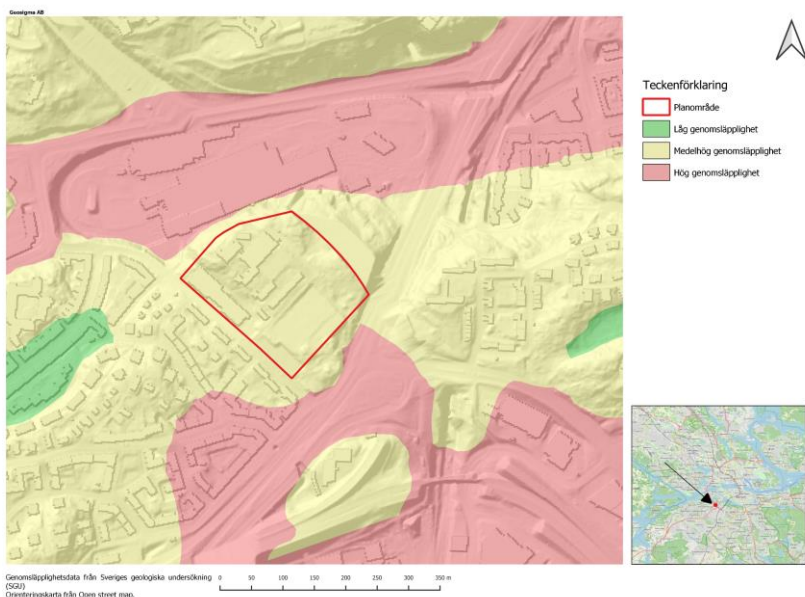 Geosigma AB
Teckenförklaring
Planområde
Låg genomsläpplighet
Medelhög genomsläpplighet
Hög genomsläpplighet
Genomsläpplighetsdata från Sveriges geologiska undersökning
(SGU)
Orienteringskarta från Open street map.
0 50 100 150 200 250 300 350 m